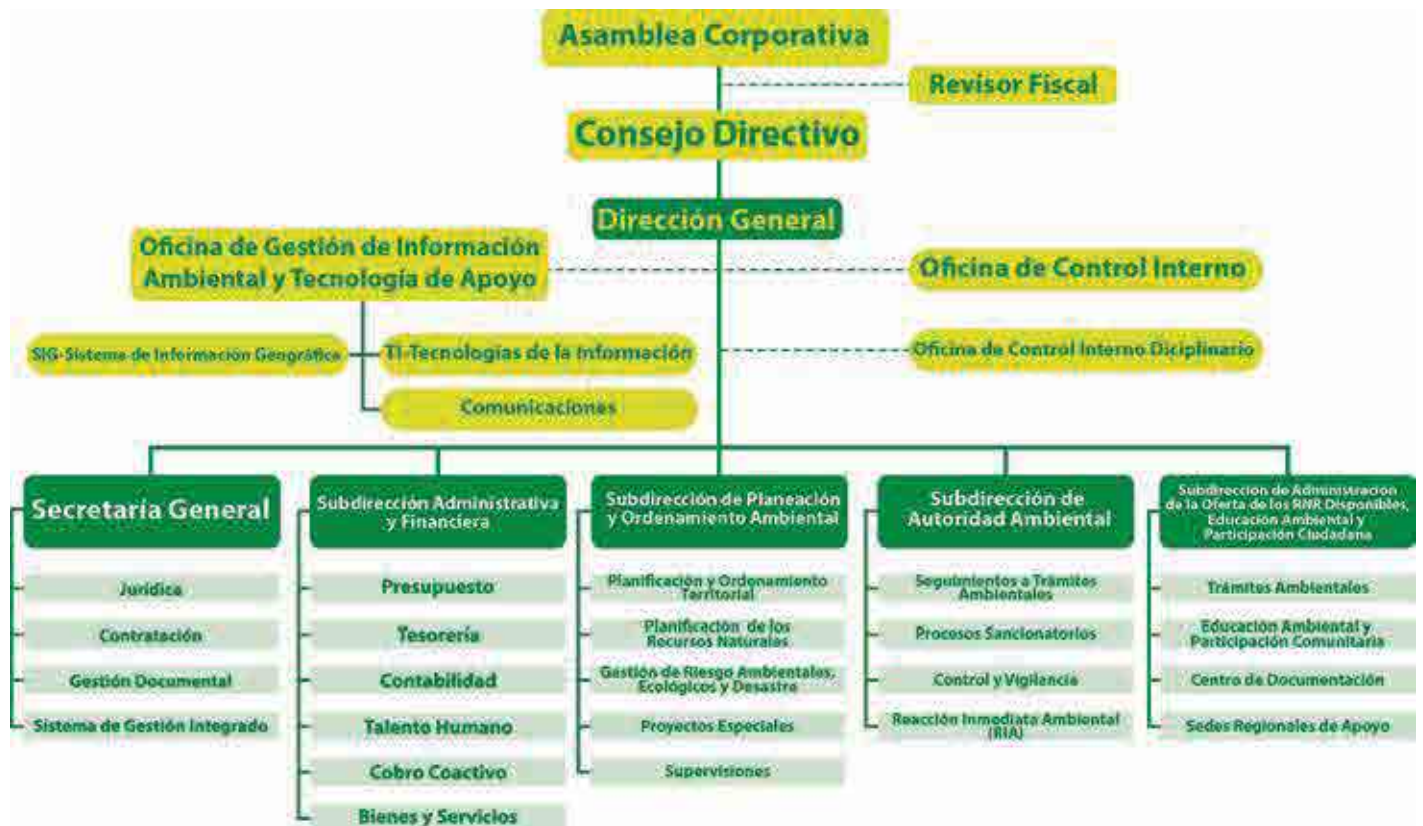 Asamblea Corporativa
Revisor Fiscal
Consejo Directivo
Dirección General
Oficina de Gestión de Información
Ambiental y Tecnología de Apoyo
Oficina de Control Interno
SIG-Sistema de Información Geográfica
TI-Tecnologías de la Información
Oficina de Control Interno Diciplinario
Comunicaciones
Secretaría General
Jurídica
Contratación
Gestión Documental
Sistema de Gestión Integrado
Subdirección Administrativa
y Financiera
Presupuesto
Tesorería
Contabilidad
Talento Humano
Cobro Coactivo
Bienes y Servicios
Subdirección de Planeación
y Ordenamiento Ambiental
Planificación y Ordenamiento
Territorial
Planificación de los
Recursos Naturales
Gestión de Riesgo Ambientales,
Ecológicos y Desastre
Proyectos Especiales
Supervisiones
Subdirección de
Autoridad Ambiental
Seguimientos a Trámites
Ambientales
Procesos Sancionatorios
Control y Vigilancia
Reacción Inmediata Ambiental
(RIA)
Subdirección de Administración
de la Oferta de los RNR Disponibles,
Educación Ambiental y
Participación Ciudadana
Trámites Ambientales
Educación Ambiental y
Participación Comunitaria
Centro de Documentación
Sedes Regionales de Apoyo